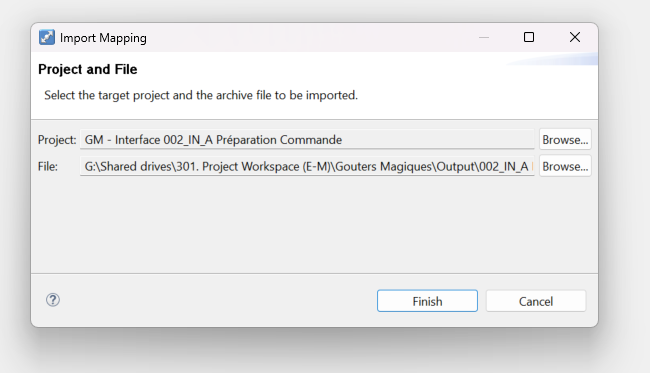 Import Mapping
Project and File
Select the target project and the archive file to be imported.
Project: GM - Interface 002_IN_A Préparation Commande Browse...
File: G:\Shared drives\301. Project Workspace (E-M)\Gouters Magiques\Output\002_IN_A Browse...
Finish Cancel